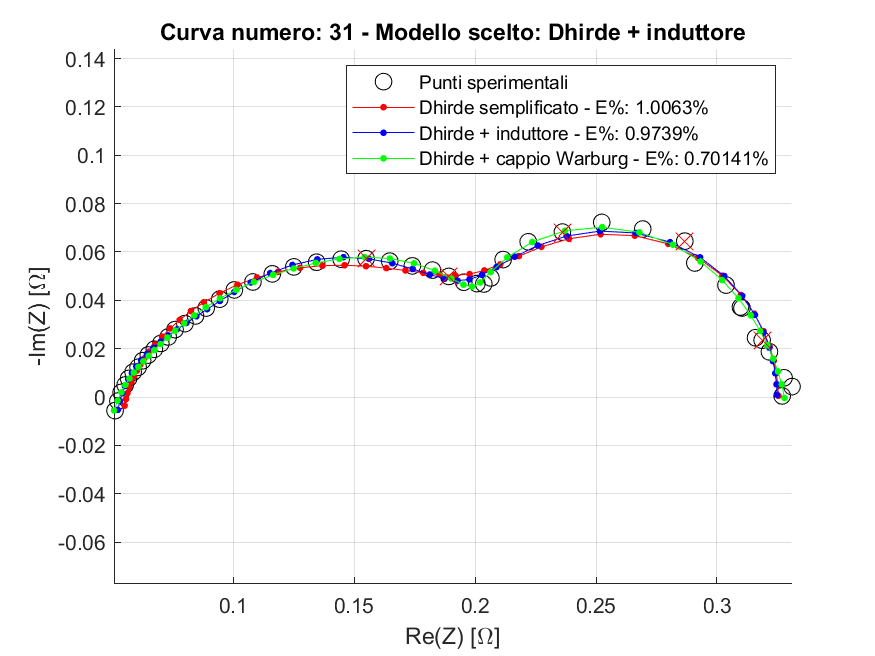 Curva numero: 31 - Modello scelto: Dhirde + induttore
Punti sperimentali
Dhirde semplificato - E%: 1.0063%
Dhirde + induttore - E%: 0.9739%
Dhirde + cappio Warburg - E%: 0.70141%
-Im(Z) [Ω]
0.14
0.12
0.1
0.08
0.06
0.04
0.02
0
-0.02
-0.04
-0.06
0.1 0.15 0.2 0.25 0.3
Re(Z) [Ω]